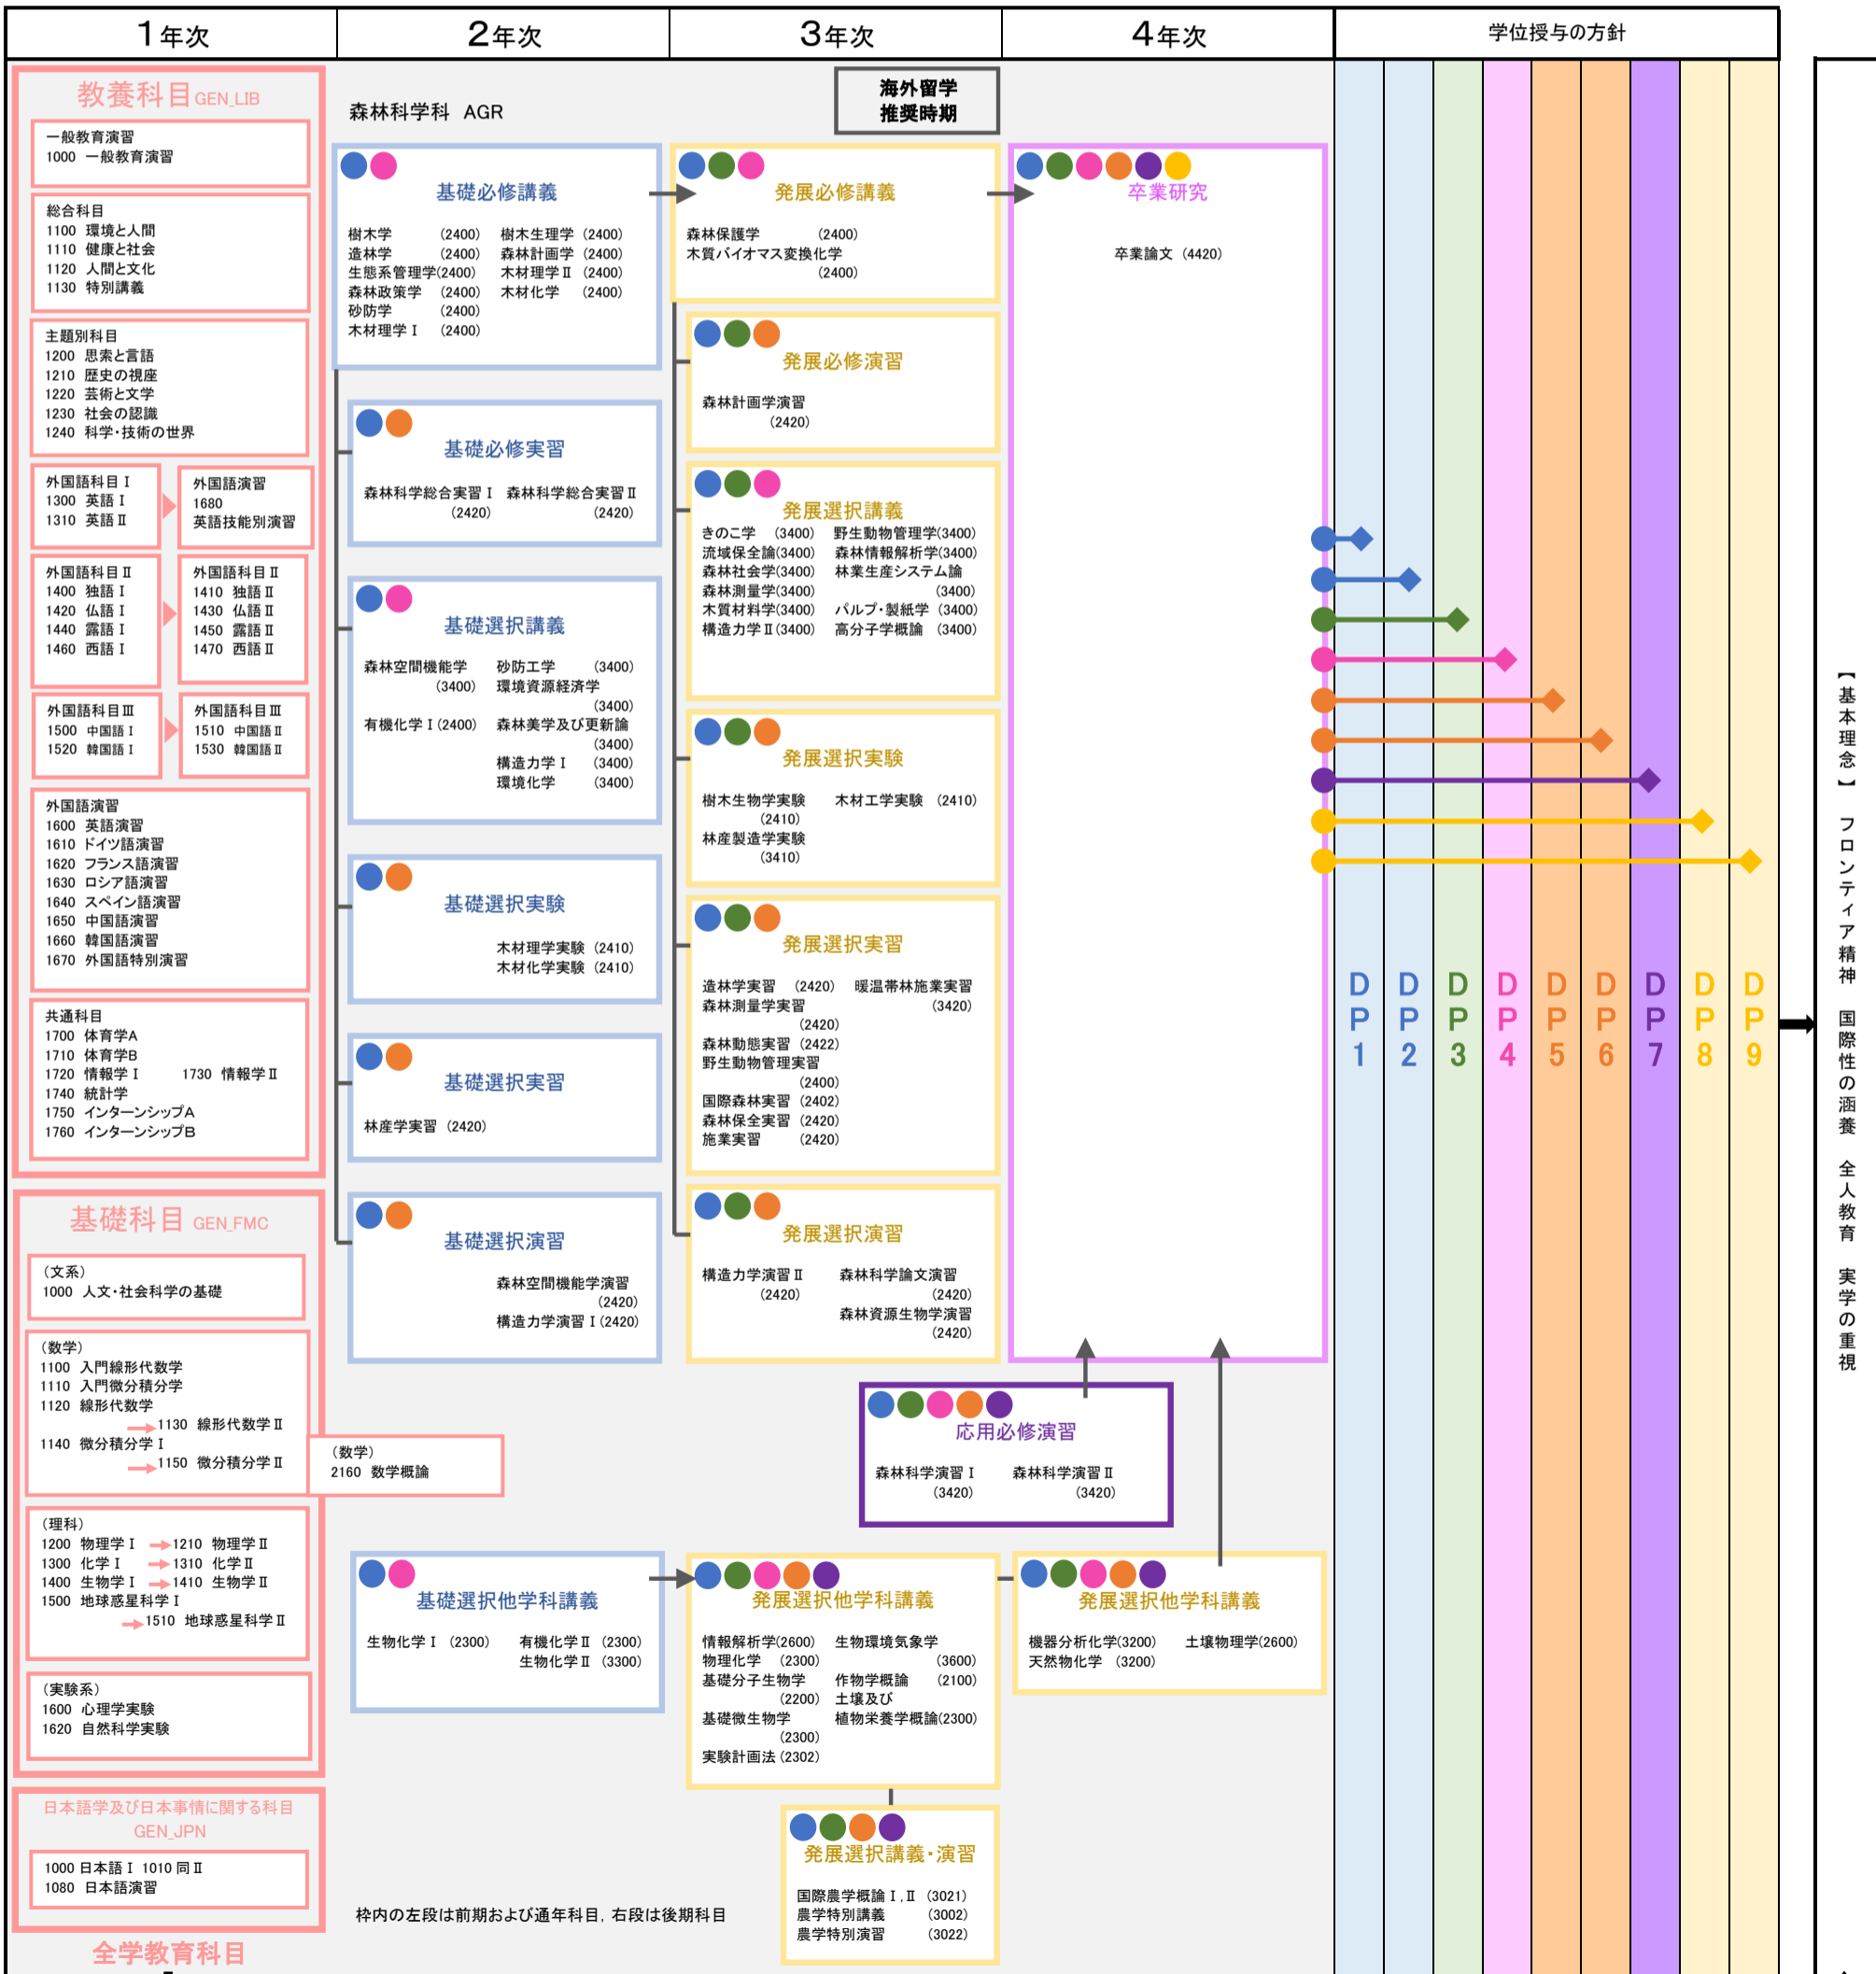 1年次
2年次
3年次
4年次
学位授与の方針
教養科目GEN_LIB
一般教育演習
1000 一般教育演習
総合科目
1100 環境と人間
1110 健康と社会
1120 人間と文化
1130 特別講義
主題別科目
1200 思索と言語
1210 歴史の視座
1220 芸術と文学
1230 社会の認識
1240 科学・技術の世界
外国語科目Ⅰ
1300 英語Ⅰ
1310 英語Ⅱ
外国語演習
1680
英語技能別演習
外国語科目Ⅱ
1400 独語Ⅰ
1420 仏語Ⅰ
1440 露語Ⅰ
1460 西語Ⅰ
外国語科目Ⅱ
1410 独語Ⅱ
1430 仏語Ⅱ
1450 露語Ⅱ
1470 西語Ⅱ
外国語科目Ⅲ
1500 中国語Ⅰ
1520 韓国語Ⅰ
外国語科目Ⅲ
1510 中国語Ⅱ
1530 韓国語Ⅱ
外国語演習
1600 英語演習
1610 ドイツ語演習
1620 フランス語演習
1630 ロシア語演習
1640 スペイン語演習
1650 中国語演習
1660 韓国語演習
1670 外国語特別演習
共通科目
1700 体育学A
1710 体育学B
1720 情報学Ⅰ 1730 情報学Ⅱ
1740 統計学
1750 インターンシップA
1760 インターンシップB
基礎科目 GEN_FMC
(文系)
1000 人文・社会科学の基礎
(数学)
1100 入門線形代数学
1110 入門微分積分学
1120 線形代数学
1130 線形代数学Ⅱ
1140 微分積分学Ⅰ
1150 微分積分学Ⅱ
(数学)
2160 数学概論
(理科)
1200 物理学Ⅰ 1210 物理学Ⅱ
1300 化学Ⅰ 1310 化学Ⅱ
1400 生物学Ⅰ 1410 生物学Ⅱ
1500 地球惑星科学Ⅰ
1510 地球惑星科学Ⅱ
(実験系)
1600 心理学実験
1620 自然科学実験
日本語学及び日本事情に関する科目
GEN_JPN
1000 日本語Ⅰ 1010 同Ⅱ
1080 日本語演習
全学教育科目
森林科学科 AGR
海外留学
推奨時期
基礎必修講義
樹木学 (2400) 樹木生理学 (2400)
造林学 (2400) 森林計画学 (2400)
生態系管理学(2400) 木材理学Ⅱ (2400)
森林政策学 (2400) 木材化学 (2400)
砂防学 (2400)
木材理学Ⅰ (2400)
基礎必修実習
森林科学総合実習Ⅰ 森林科学総合実習Ⅱ
(2420) (2420)
基礎選択講義
森林空間機能学 砂防工学 (3400)
(3400) 環境資源経済学
(3400)
有機化学Ⅰ(2400) 森林美学及び更新論
(3400)
構造力学Ⅰ (3400)
環境化学 (3400)
基礎選択実験
木材理学実験 (2410)
木材化学実験 (2410)
基礎選択実習
林産学実習 (2420)
基礎選択演習
森林空間機能学演習
(2420)
構造力学演習Ⅰ(2420)
基礎選択他学科講義
生物化学Ⅰ (2300) 有機化学Ⅱ (2300)
生物化学Ⅱ (3300)
枠内の左段は前期および通年科目, 右段は後期科目
発展必修講義
森林保護学 (2400)
木質バイオマス変換化学
(2400)
発展必修演習
森林計画学演習
(2420)
発展選択講義
きのこ学 (3400) 野生動物管理学(3400)
流域保全論(3400) 森林情報解析学(3400)
森林社会学(3400) 林業生産システム論
森林測量学(3400) (3400)
木質材料学(3400) パルプ・製紙学 (3400)
構造力学Ⅱ(3400) 高分子学概論 (3400)
発展選択実験
樹木生物学実験 木材工学実験 (2410)
(2410)
林産製造学実験
(3410)
発展選択実習
造林学実習 (2420) 暖温帯林施業実習
森林測量学実習 (3420)
(2420)
森林動態実習 (2422)
野生動物管理実習
(2400)
国際森林実習 (2402)
森林保全実習 (2420)
施業実習 (2420)
発展選択演習
構造力学演習Ⅱ 森林科学論文演習
(2420) (2420)
森林資源生物学演習
(2420)
応用必修演習
森林科学演習Ⅰ 森林科学演習Ⅱ
(3420) (3420)
発展選択他学科講義
情報解析学(2600) 生物環境気象学
物理化学 (2300) (3600)
基礎分子生物学 作物学概論 (2100)
(2200) 土壌及び
基礎微生物学 植物栄養学概論(2300)
(2300)
実験計画法 (2302)
発展選択講義・演習
国際農学概論Ⅰ,Ⅱ (3021)
農学特別講義 (3002)
農学特別演習 (3022)
卒業研究
卒業論文 (4420)
発展選択他学科講義
機器分析化学(3200) 土壌物理学(2600)
天然物化学 (3200)
DP1
DP2
DP3
DP4
DP5
DP6
DP7
DP8
DP9
【基本理念】 フロンティア精神 国際性の涵養 全人教育 実学の重視